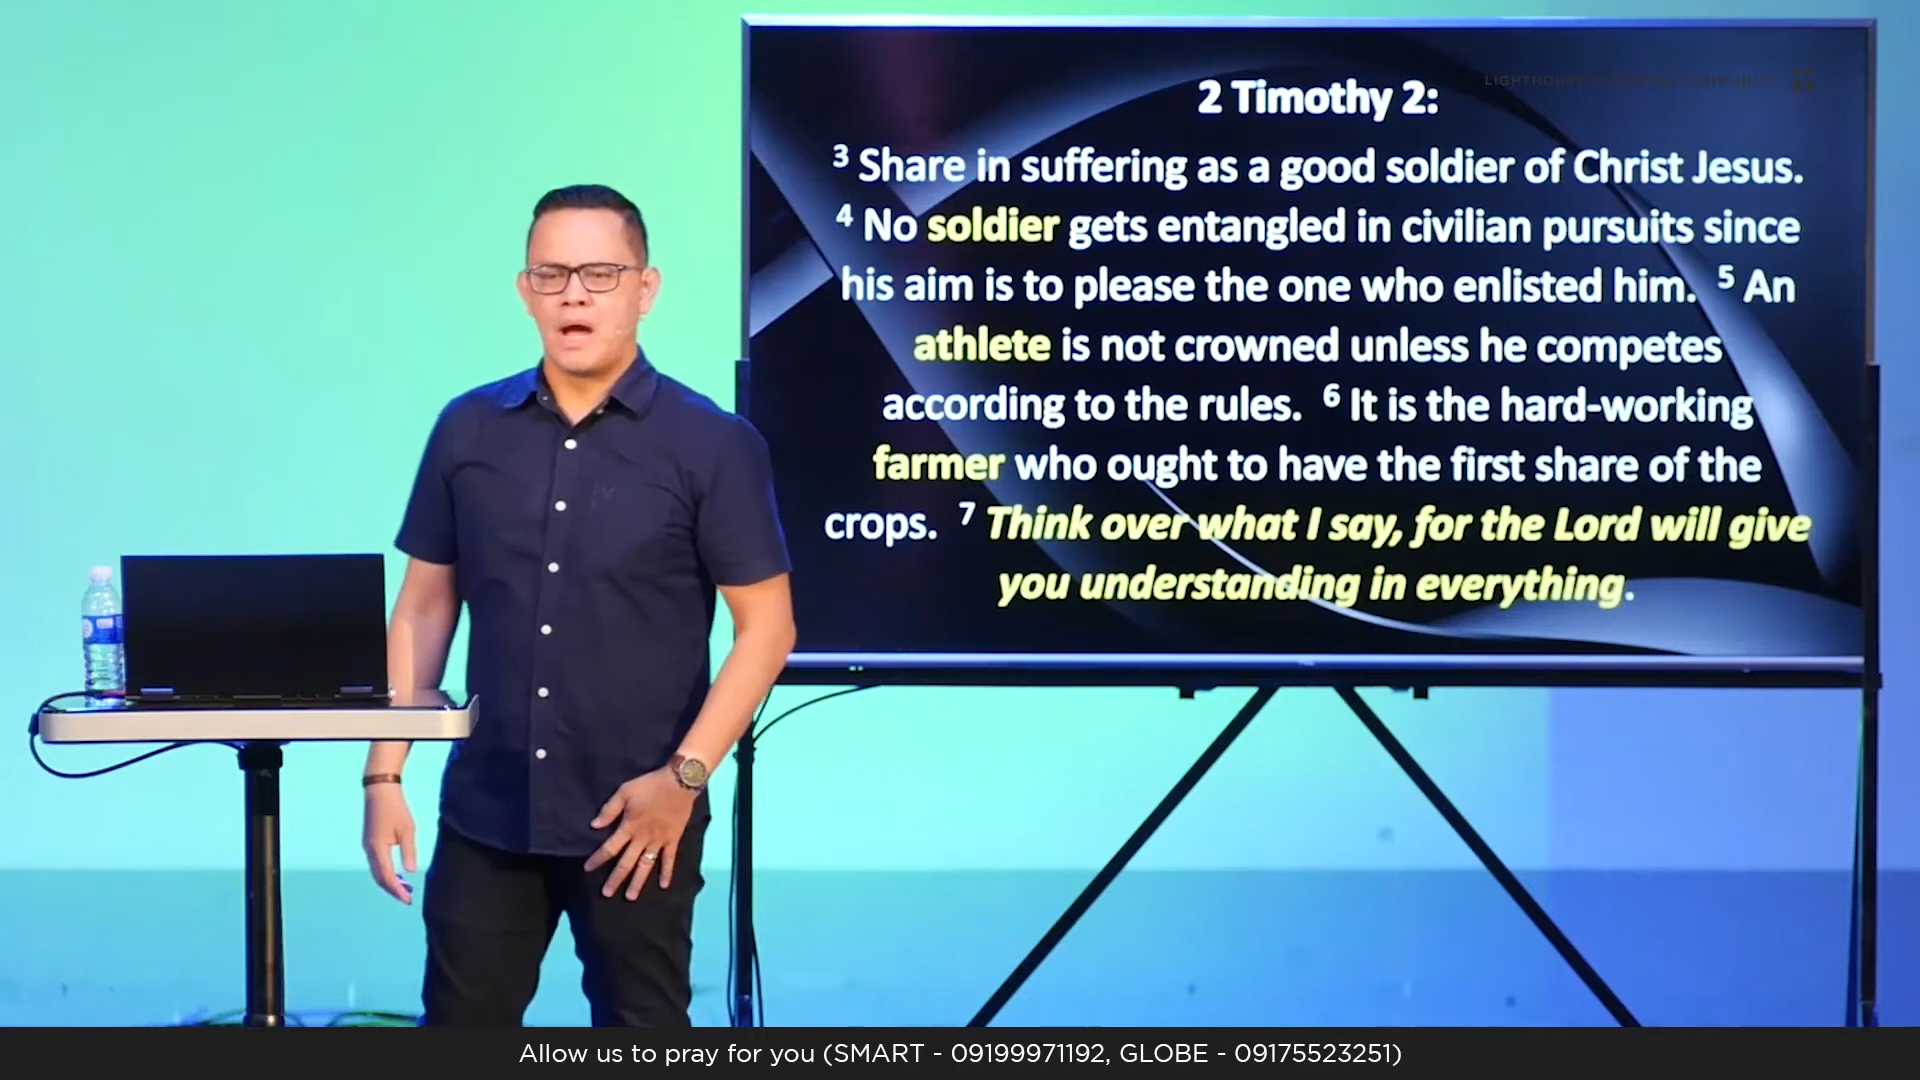 LIGHTHOUSE
2 Timothy 2:
3 Share in suffering as a good soldier of Christ Jesus.
4 No soldier gets entangled in civilian pursuits since
his aim is to please the one who enlisted him. 5 An
athlete is not crowned unless he competes
according to the rules. 6 It is the hard-working
farmer who ought to have the first share of the
crops. 7 Think over what I say, for the Lord will give
you understanding in everything.
Allow us to pray for you (SMART - 09199971192, GLOBE - 09175523251)